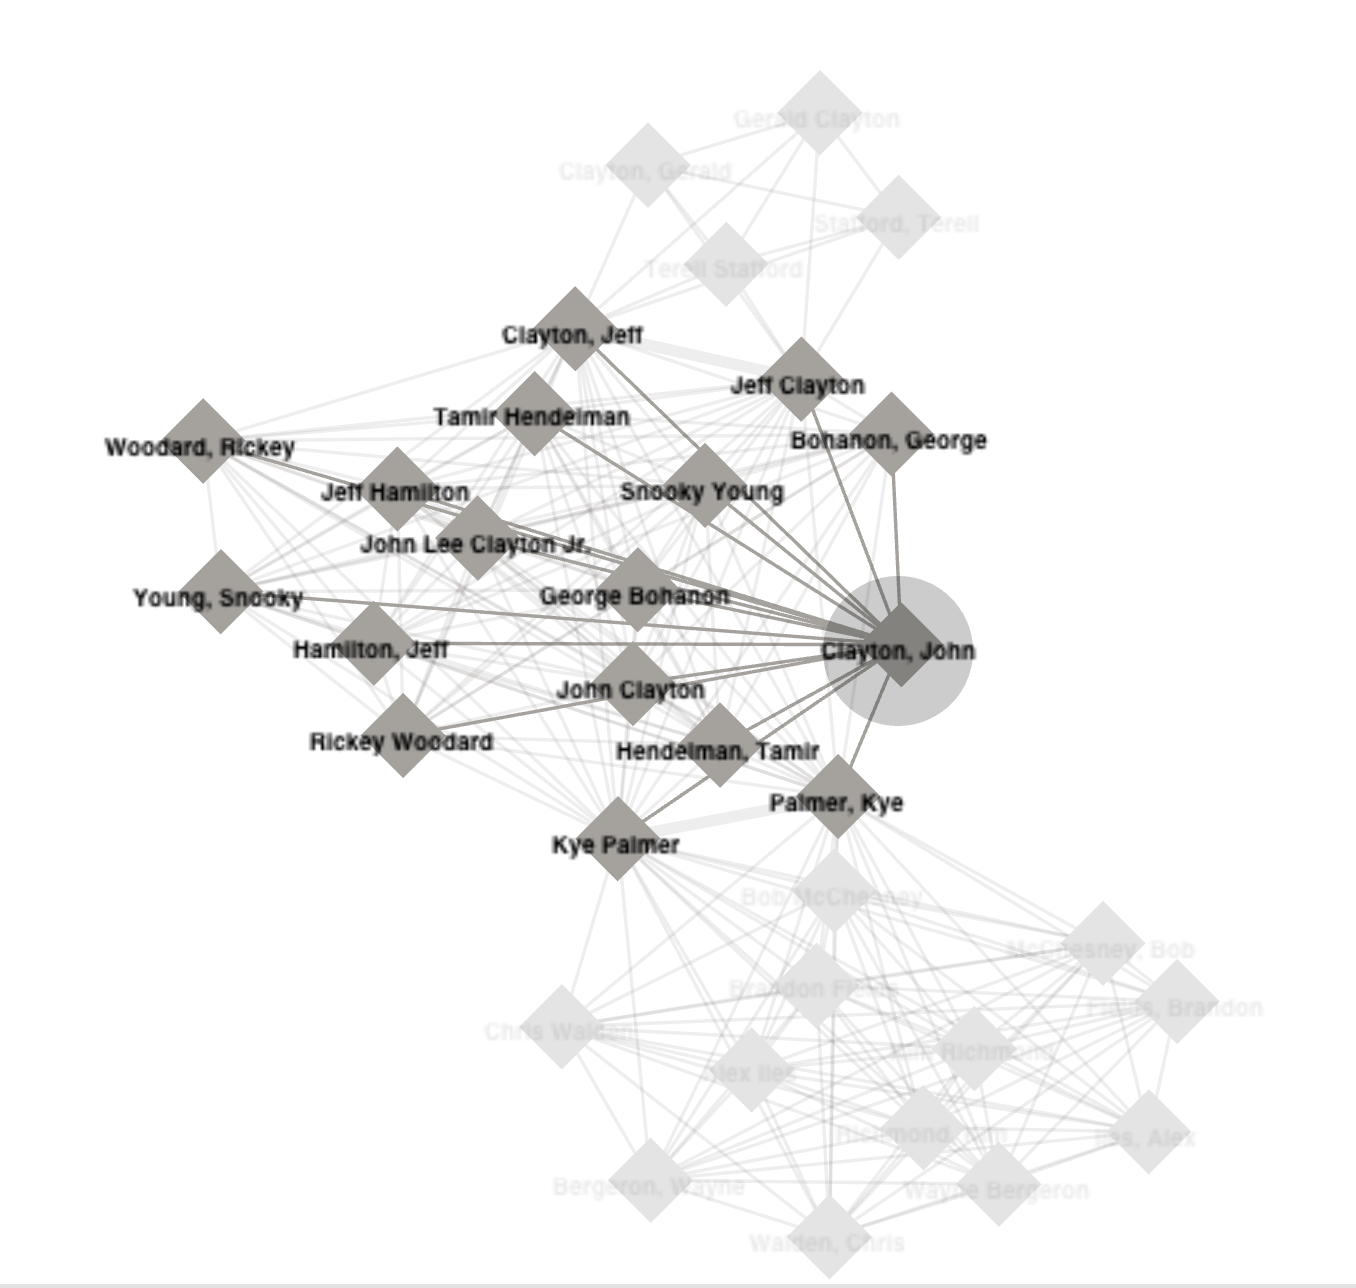 Gerald Clayton
Clayton, Gerald
Stafford, Terell
Terell Stafford
Clayton, Jeff
Jeff Clayton
Tamir Hendelman
Bohanon, George
Woodard, Rickey
Jeff Hamilton
Snooky Young
John Lee Clayton Jr.
George Bohanon
Young, Snooky
Hamilton, Jeff
Clayton, John
John Clayton
Rickey Woodard
Hendelman, Tamir
Palmer, Kye
Kye Palmer
Bob McChesney
McChesney, Bob
Brandon Fields
Fields, Brandon
Chris Walden
Richmond
Alex Iles
Richmond,
Iles, Alex
Bergeron, Wayne
Wayne Bergeron
Walden, Chris